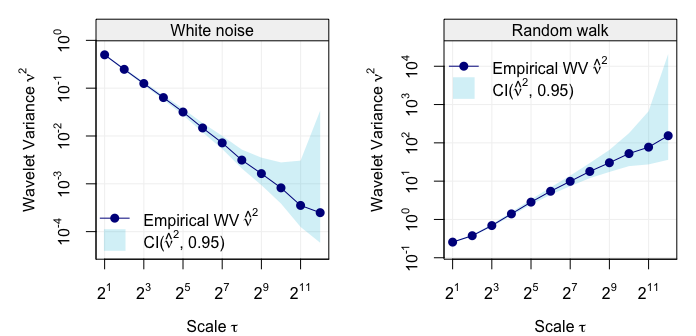 White noise
Wavelet Variance ν²
10⁰
10⁻¹
10⁻²
10⁻³
10⁻⁴
Empirical WV ν̂²
CI(ν̂², 0.95)
2¹ 2³ 2⁵ 2⁷ 2⁹ 2¹¹
Scale τ
Random walk
Wavelet Variance ν²
10⁴
10³
10²
10¹
10⁰
10⁻¹
Empirical WV ν̂²
CI(ν̂², 0.95)
2¹ 2³ 2⁵ 2⁷ 2⁹ 2¹¹
Scale τ